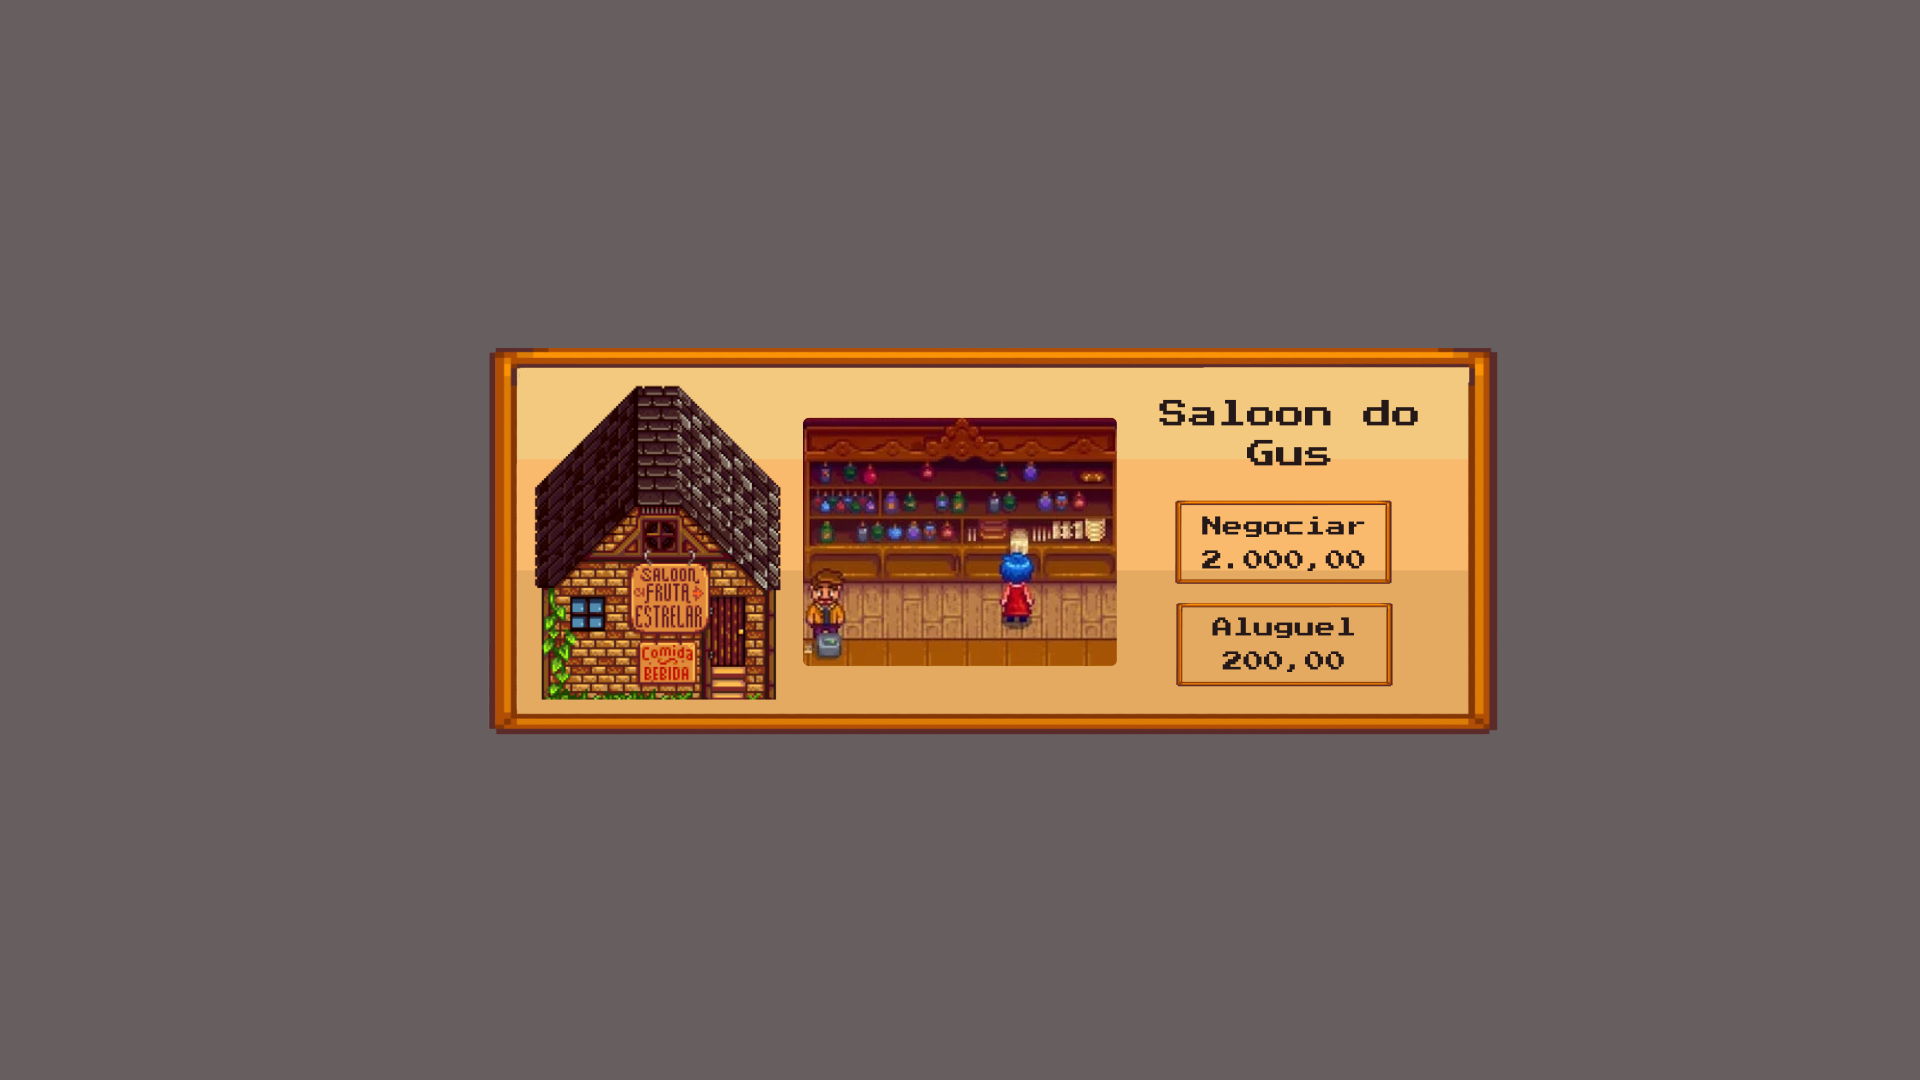 SALOON
FRUTA
ESTRELAR
Comida
BEBIDA
Saloon do
Gus
Negociar
2.000,00
Aluguel
200,00